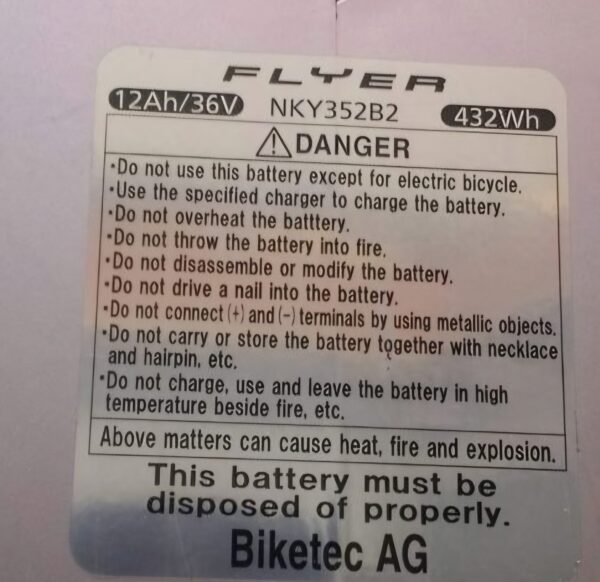 FLYER
12Ah/36V NKY352B2 432Wh
⚠DANGER
•Do not use this battery except for electric bicycle.
•Use the specified charger to charge the battery.
•Do not overheat the batttery.
•Do not throw the battery into fire.
•Do not disassemble or modify the battery.
•Do not drive a nail into the battery.
•Do not connect (+) and (−) terminals by using metallic objects.
•Do not carry or store the battery together with necklace
and hairpin, etc.
•Do not charge, use and leave the battery in high
temperature beside fire, etc.
Above matters can cause heat, fire and explosion.
This battery must be
disposed of properly.
Biketec AG